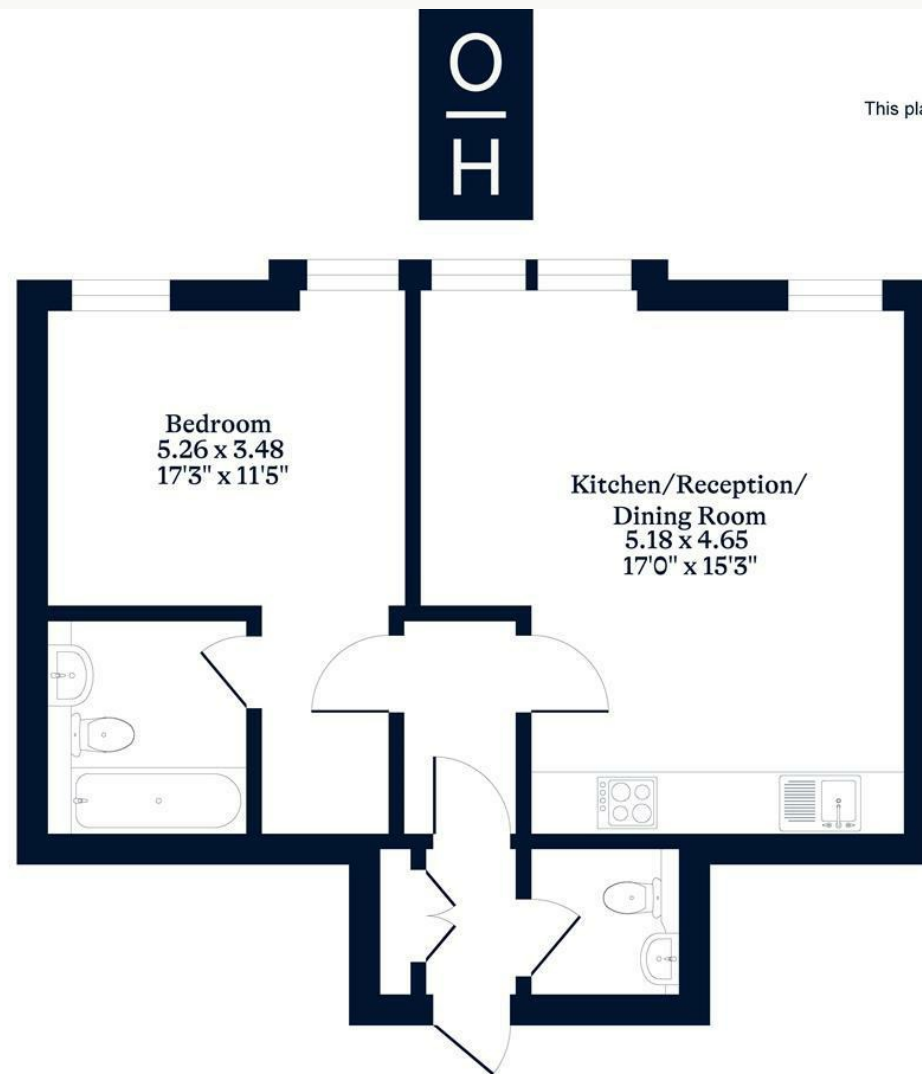 O
H
This pla
Bedroom
5.26 x 3.48
17'3" x 11'5"
Kitchen/Reception/
Dining Room
5.18 x 4.65
17'0" x 15'3"